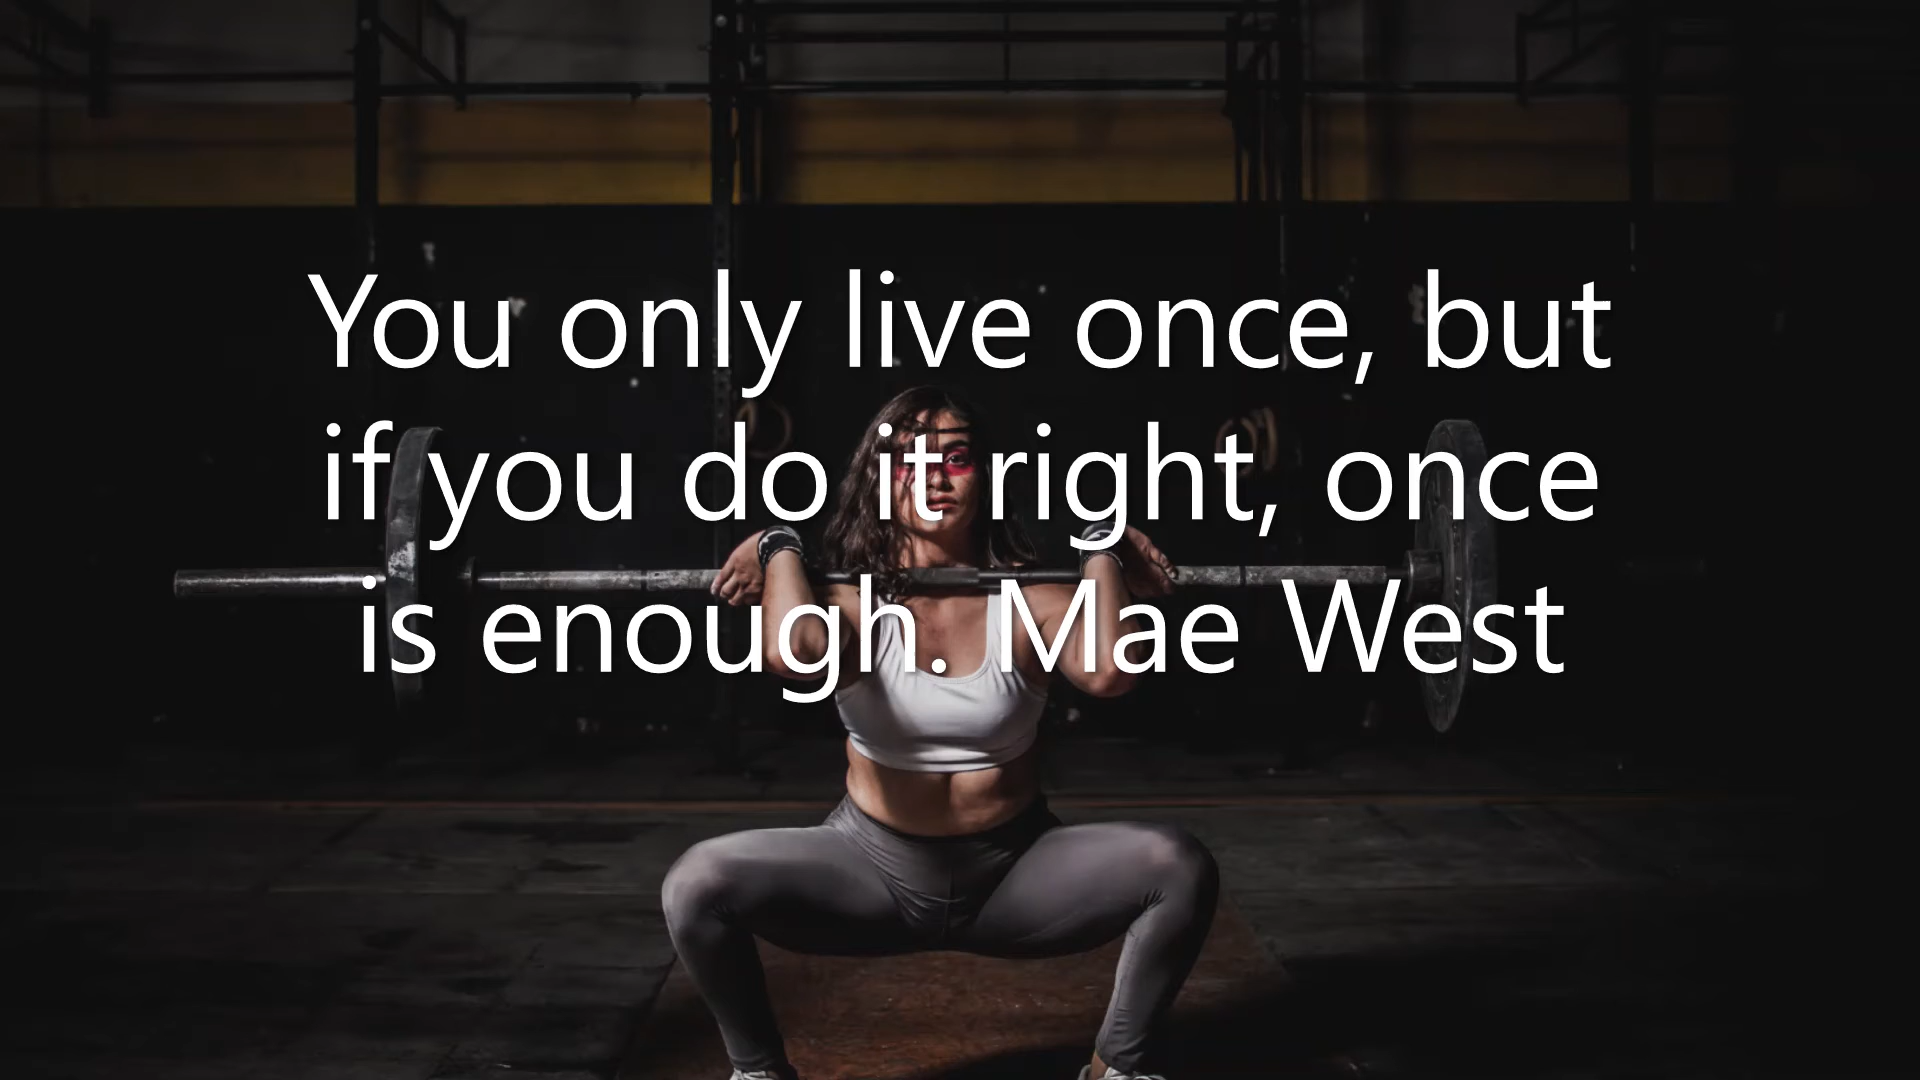 You only live once, but
if you do it right, once
is enough. Mae West